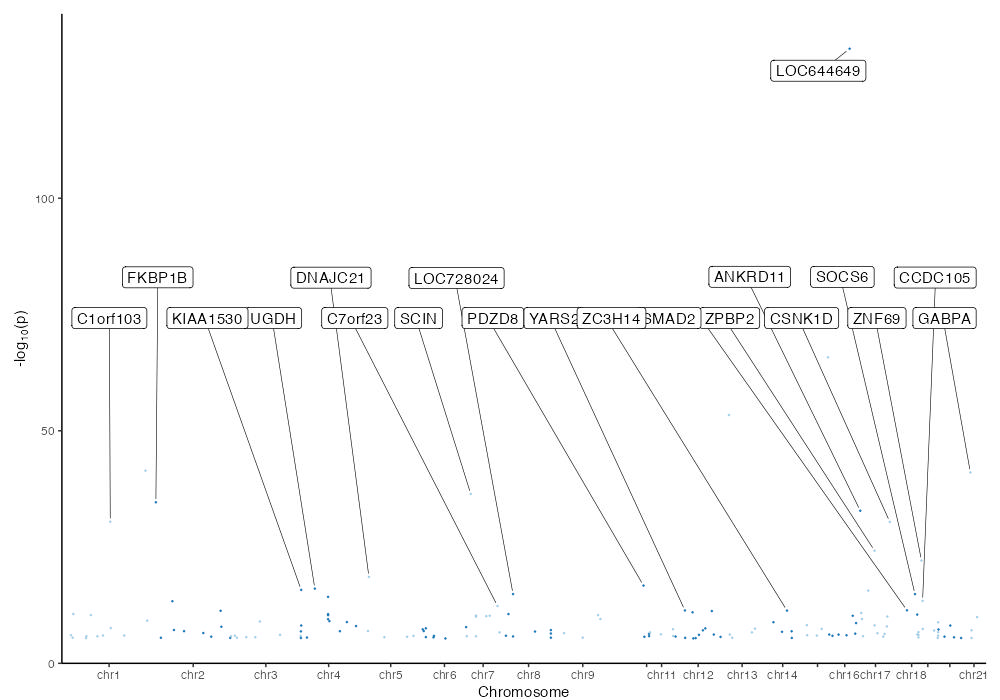 LOC644649
100
FKBP1B DNAJC21 LOC728024 ANKRD11 SOCS6 CCDC105
C1orf103 KIAA1530 UGDH C7orf23 SCIN PDZD8 YARS2 ZC3H14 SMAD2 ZPBP2 CSNK1D ZNF69 GABPA
-log10(p)
50
0
chr1 chr2 chr3 chr4 chr5 chr6 chr7 chr8 chr9 chr11 chr12 chr13 chr14 chr16 chr17 chr18 chr21
Chromosome